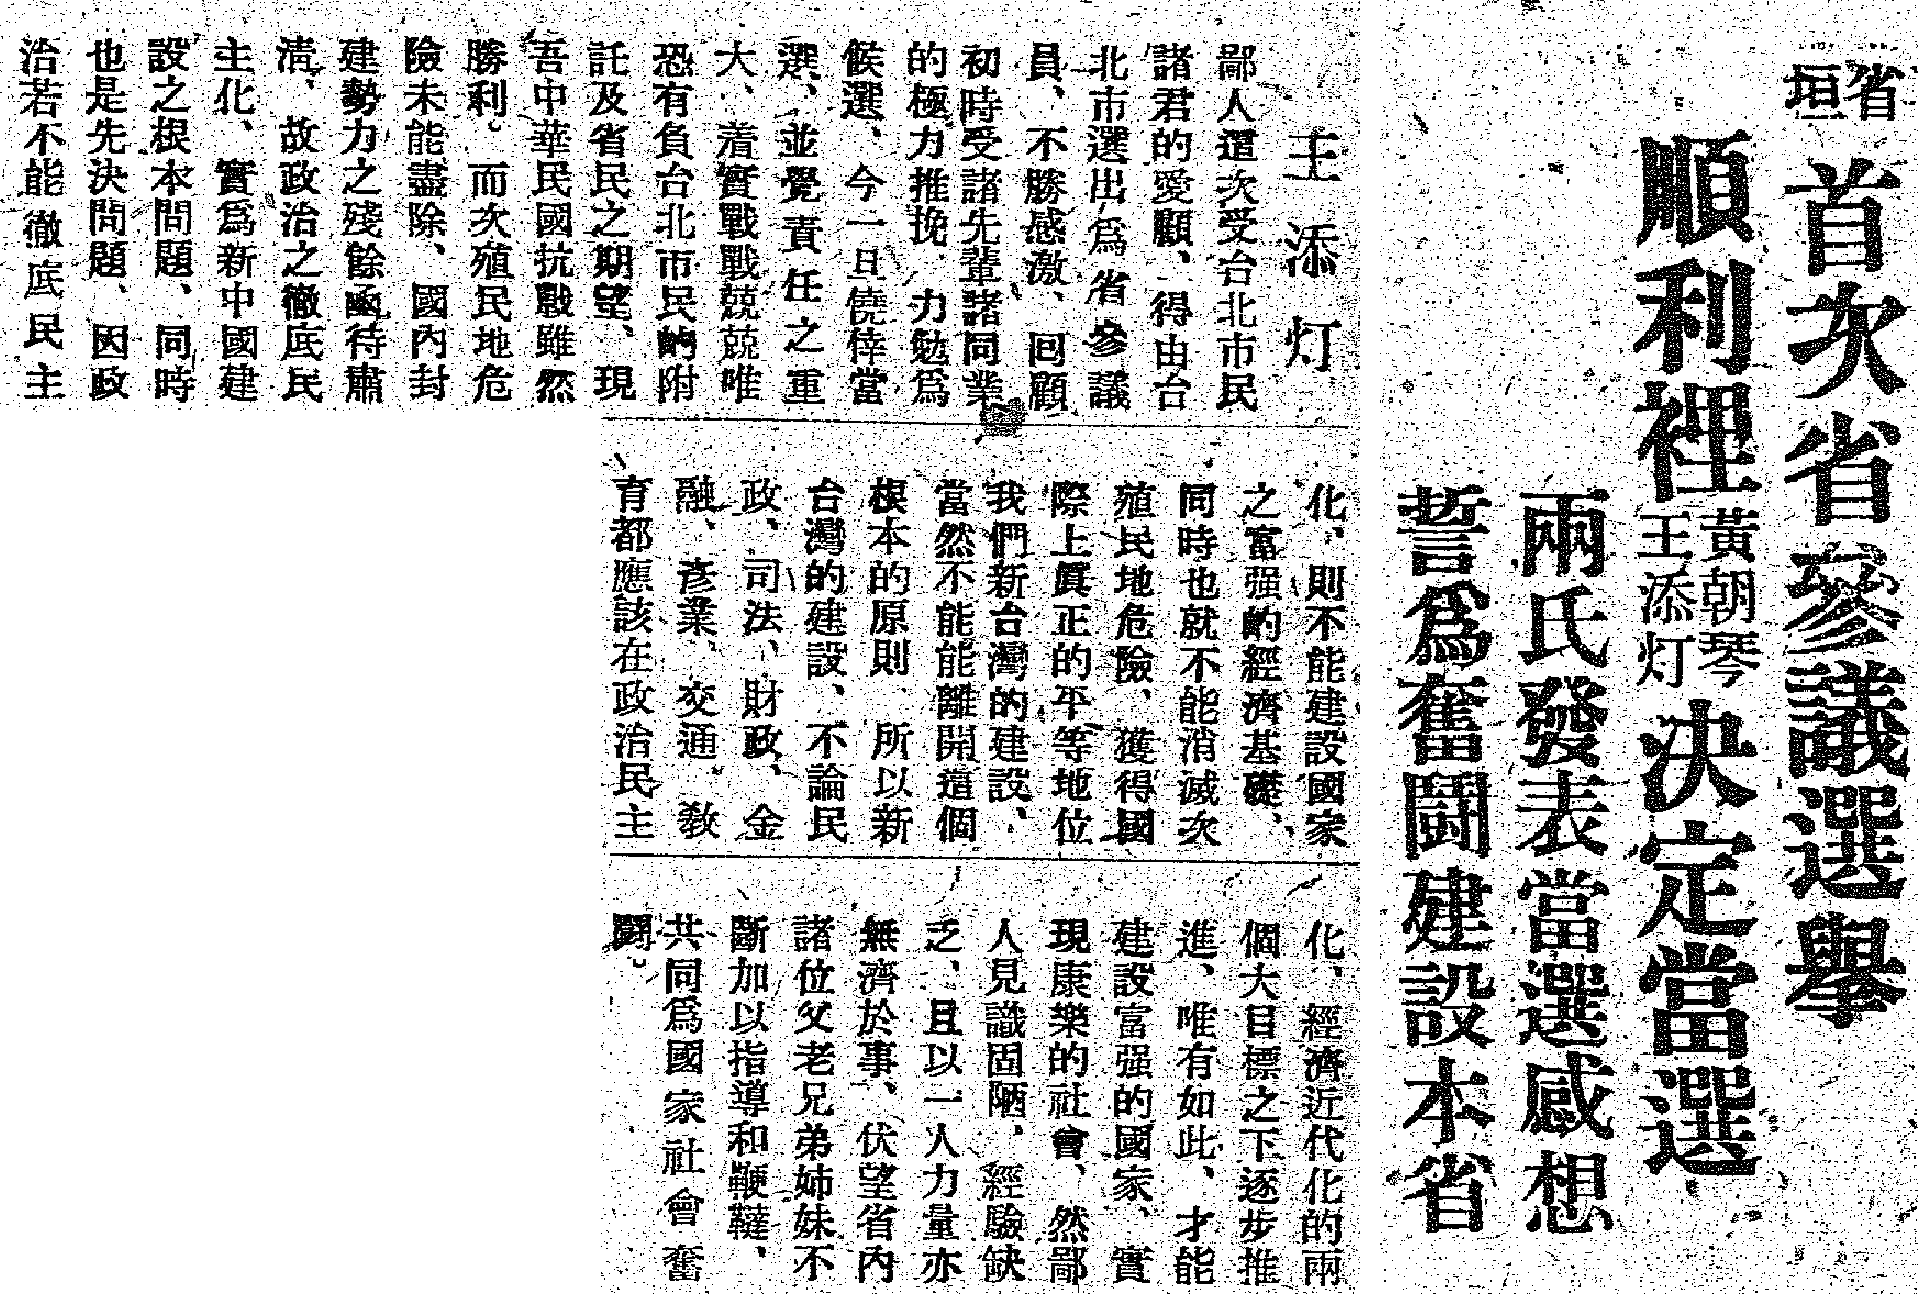 省垣首次省參議選舉
順利裡黃朝琴王添灯決定當選
兩氏發表當選感想
誓爲奮鬪建設本省
王添灯
鄙人這次受台北市民
諸君的愛顧、得由台
北市選出爲省參議
員、不勝感激、回顧
初時受諸先輩諸同業
的極力推挽、力勉爲
候選、今一旦僥倖當
選、並覺責任之重
大、着實戰戰兢兢唯
恐有負台北市民的附
託及省民之期望、現
吾中華民國抗戰雖然
勝利、而次殖民地危
險未能盡除、國內封
建勢力之殘餘凾待肅
淸、故政治之徹底民
主化、實爲新中國建
設之根本問題、同時
也是先決問題、因政
治若不能徹底民主
化、則不能建設國家
之富强的經濟基礎、
同時也就不能消滅次
殖民地危險、獲得國
際上眞正的平等地位
我們新台灣的建設、
當然不能能離開這個
根本的原則 所以新
台灣的建設、不論民
政、司法、財政、金
融、產業、交通、敎
育都應該在政治民主
化、經濟近代化的兩
個大目標之下逐步推
進、唯有如此、才能
建設富强的國家、實
現康樂的社會、然鄙
人見識固陋、經驗缺
乏、且以一人力量亦
無濟於事、伏望省內
諸位父老兄弟姉妹不
斷加以指導和鞭韃、
共同爲國家社會奮
鬪。